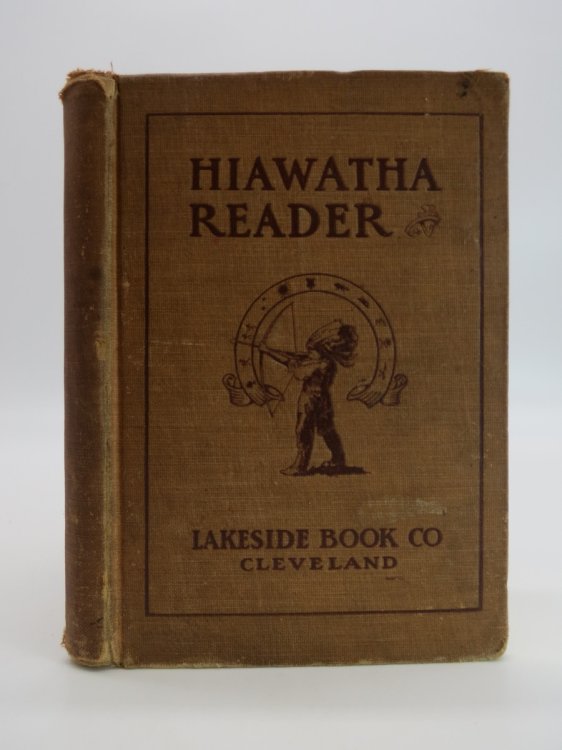 HIAWATHA
READER
LAKESIDE BOOK CO
CLEVELAND